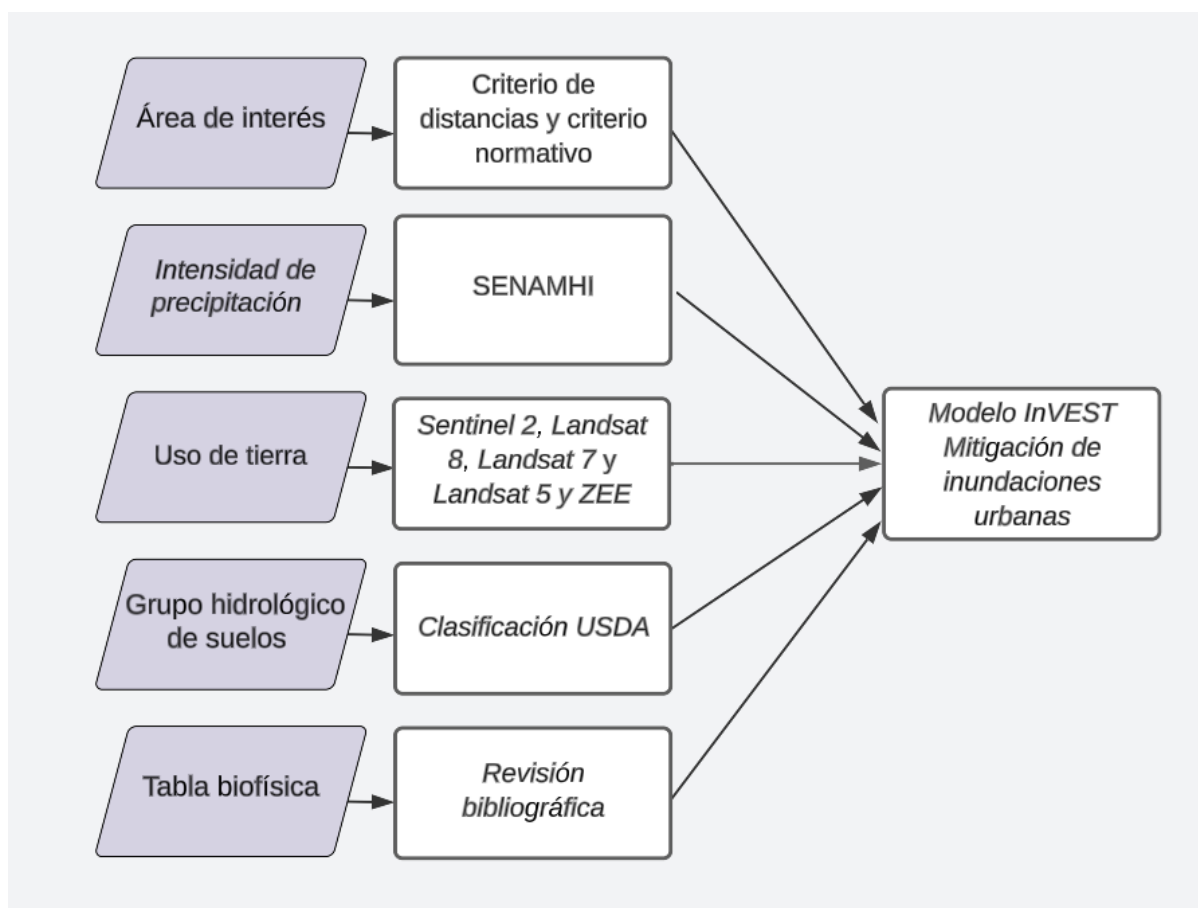 Área de interés
Criterio de
distancias y criterio
normativo
Intensidad de
precipitación
SENAMHI
Uso de tierra
Sentinel 2, Landsat
8, Landsat 7 y
Landsat 5 y ZEE
Modelo InVEST
Mitigación de
inundaciones
urbanas
Grupo hidrológico
de suelos
Clasificación USDA
Tabla biofísica
Revisión
bibliográfica